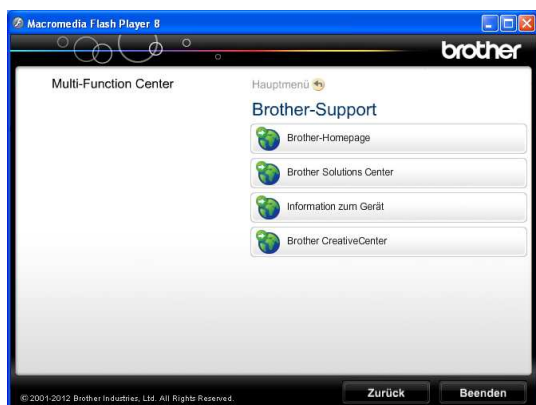 Macromedia Flash Player 8
brother
Multi-Function Center
Hauptmenü
Brother-Support
Brother-Homepage
Brother Solutions Center
Information zum Gerät
Brother CreativeCenter
© 2001-2012 Brother Industries, Ltd. All Rights Reserved.
Zurück
Beenden